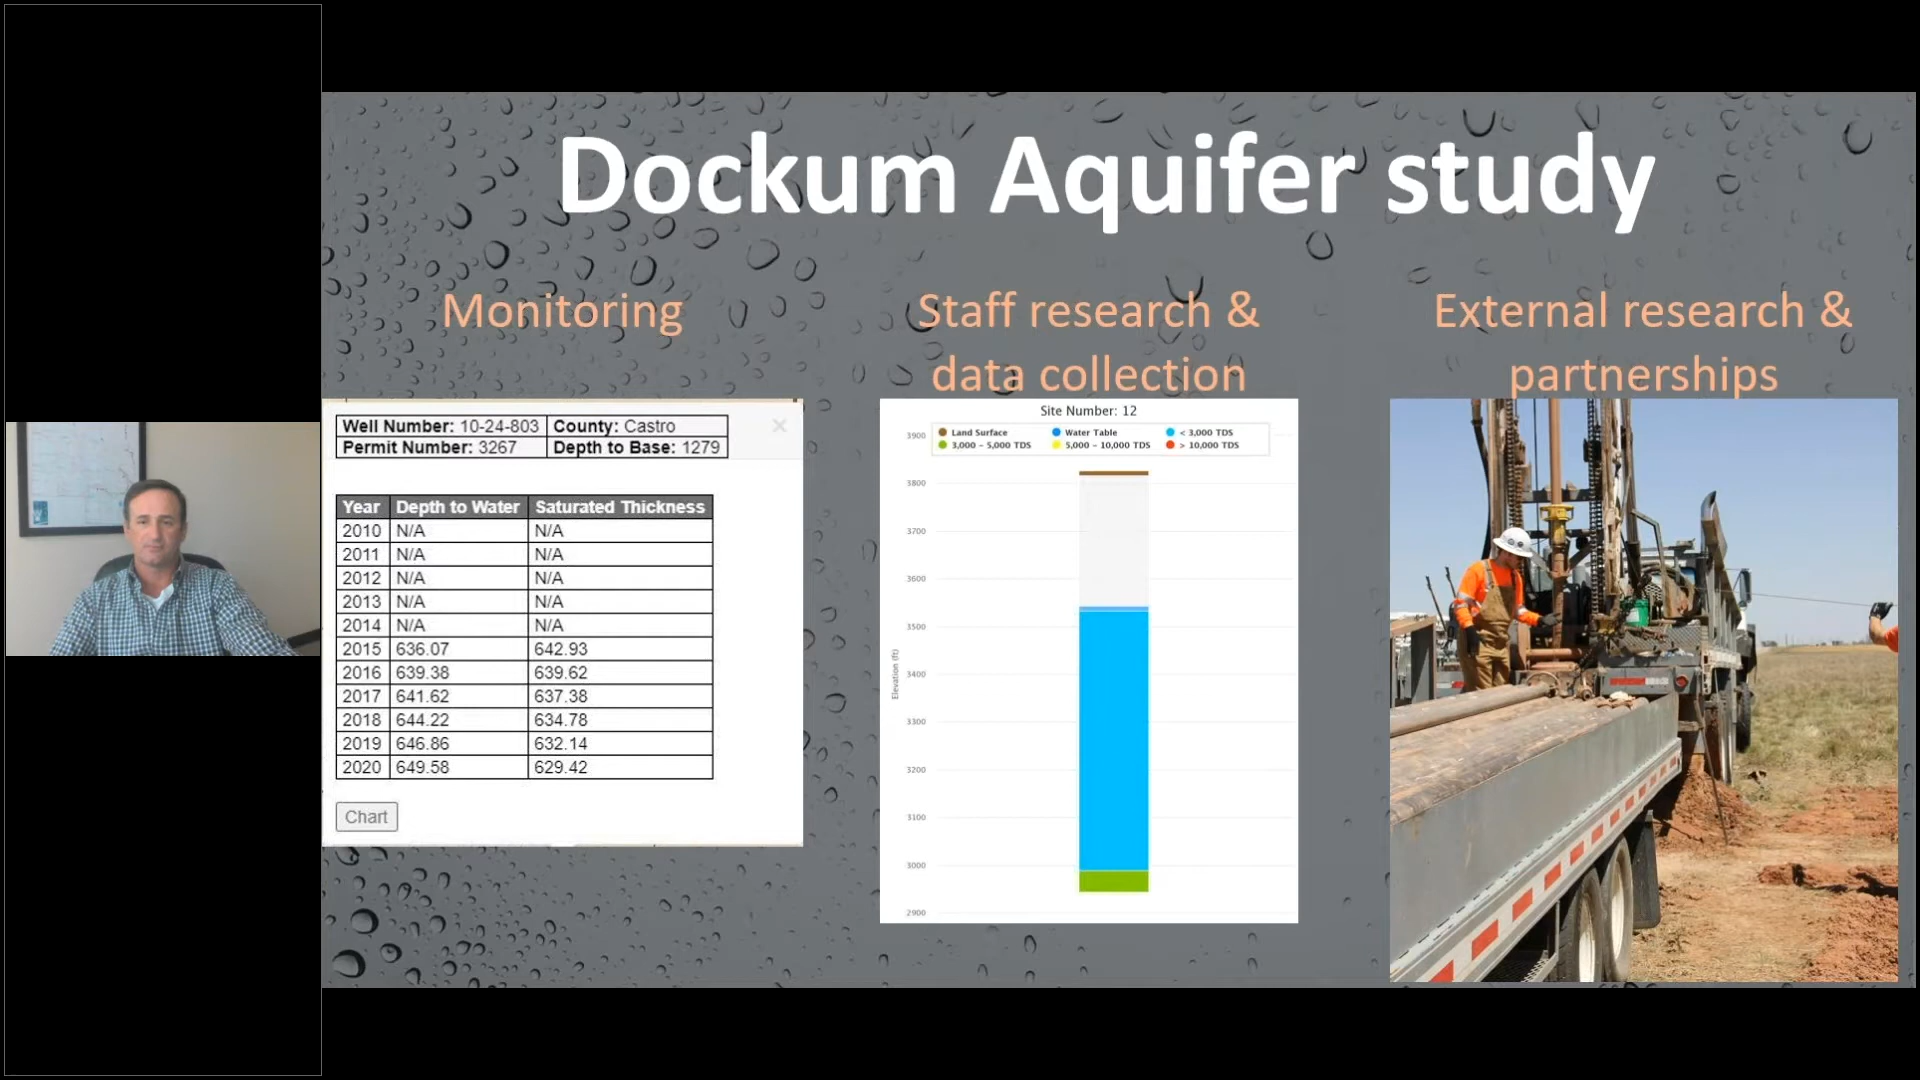 Dockum Aquifer study
Monitoring
Well Number: 10-24-803 County: Castro
Permit Number: 3267 Depth to Base: 1279
Year Depth to Water Saturated Thickness
2010 N/A N/A
2011 N/A N/A
2012 N/A N/A
2013 N/A N/A
2014 N/A N/A
2015 636.07 642.93
2016 639.38 639.62
2017 641.62 637.38
2018 644.22 634.78
2019 646.86 632.14
2020 649.58 629.42
Chart
Staff research &
data collection
Site Number: 12
Land Surface Water Table < 3,000 TDS
3,000 - 5,000 TDS 5,000 - 10,000 TDS > 10,000 TDS
Elevation (ft)
3900
3800
3700
3600
3500
3400
3300
3200
3100
3000
2900
External research &
partnerships